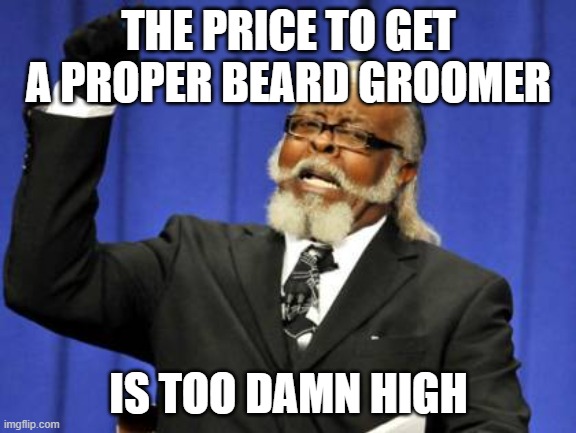 THE PRICE TO GET
A PROPER BEARD GROOMER
IS TOO DAMN HIGH
imgflip.com